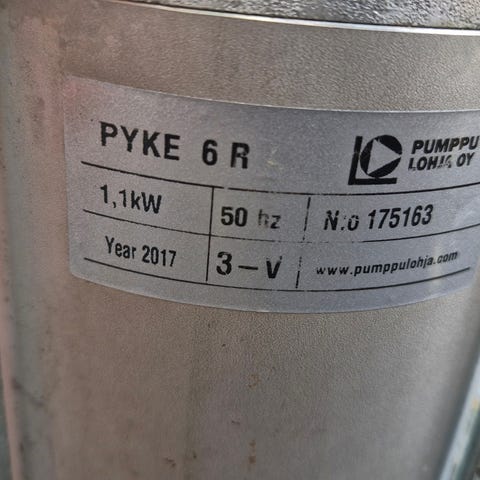 PYKE 6 R
PUMPPU
LOHJA OY
1,1kW
50 hz
N:o 175163
Year 2017
3-V
www.pumppulohja.com